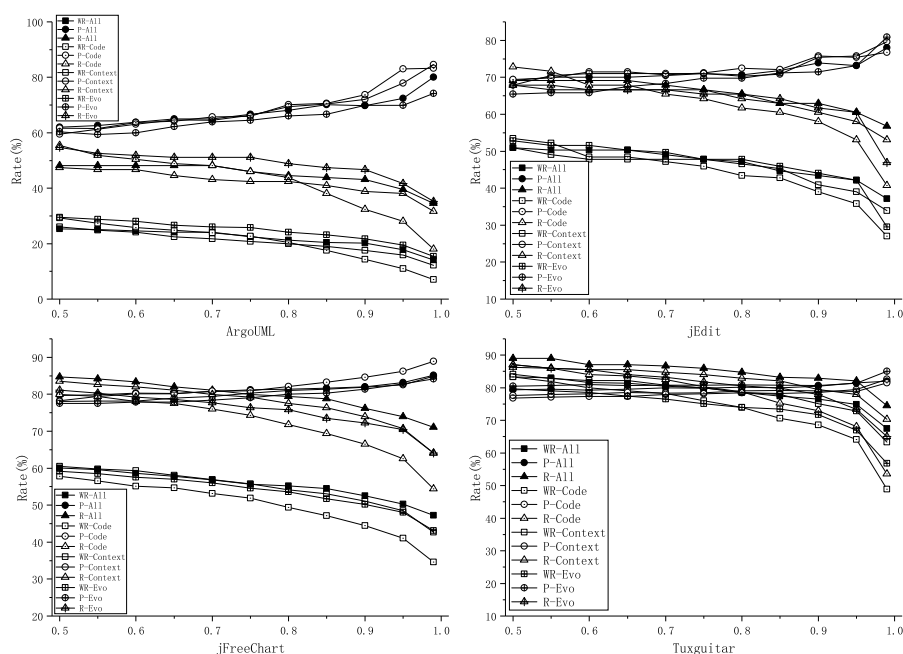 100
80
60
40
20
0
Rate(%)
WR-All
P-All
R-All
WR-Code
P-Code
R-Code
WR-Context
P-Context
R-Context
WR-Evo
P-Evo
R-Evo
0.5 0.6 0.7 0.8 0.9 1.0
ArgoUML
80
70
60
50
40
30
20
10
Rate(%)
WR-All
P-All
R-All
WR-Code
P-Code
R-Code
WR-Context
P-Context
R-Context
WR-Evo
P-Evo
R-Evo
0.5 0.6 0.7 0.8 0.9 1.0
jEdit
90
80
70
60
50
40
30
20
Rate(%)
WR-All
P-All
R-All
WR-Code
P-Code
R-Code
WR-Context
P-Context
R-Context
WR-Evo
P-Evo
R-Evo
0.5 0.6 0.7 0.8 0.9 1.0
jFreeChart
90
80
70
60
50
40
30
20
10
Rate(%)
WR-All
P-All
R-All
WR-Code
P-Code
R-Code
WR-Context
P-Context
R-Context
WR-Evo
P-Evo
R-Evo
0.5 0.6 0.7 0.8 0.9 1.0
Tuxguitar